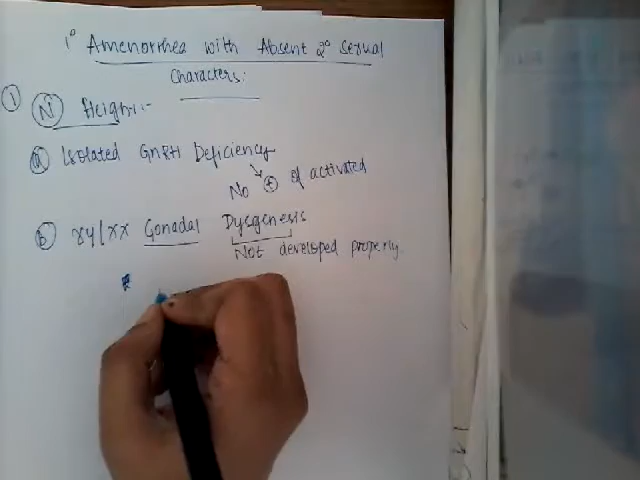 1° Amenorrhea with Absent 2° Sexual
Characters:
① Ⓝ Height:-
ⓐ Isolated GnRH Deficiency
No ⊕ of activated
ⓑ XY/XX Gonadal Dysgenesis
Not developed properly.